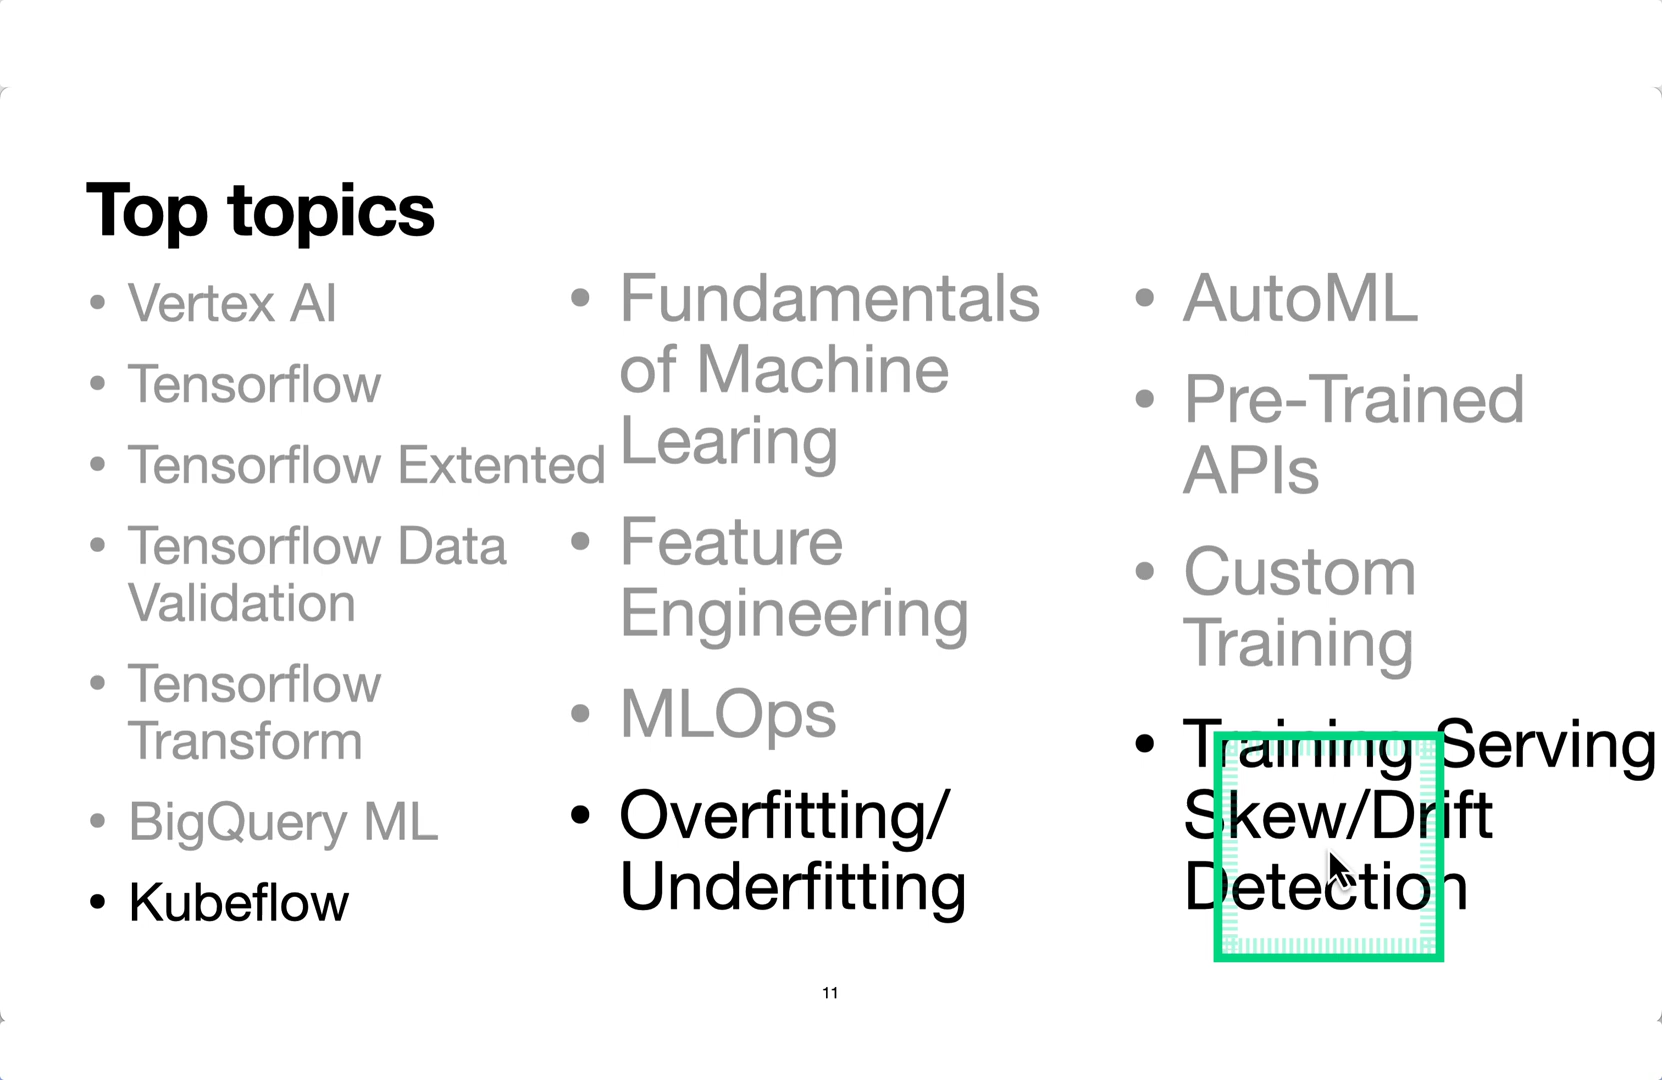 Top topics
• Vertex AI
• Tensorflow
• Tensorflow Extented
• Tensorflow Data
Validation
• Tensorflow
Transform
• BigQuery ML
• Kubeflow
• Fundamentals
of Machine
Learing
• Feature
Engineering
• MLOps
• Overfitting/
Underfitting
• AutoML
• Pre-Trained
APIs
• Custom
Training
• Training-Serving
Skew/Drift
Detection
11